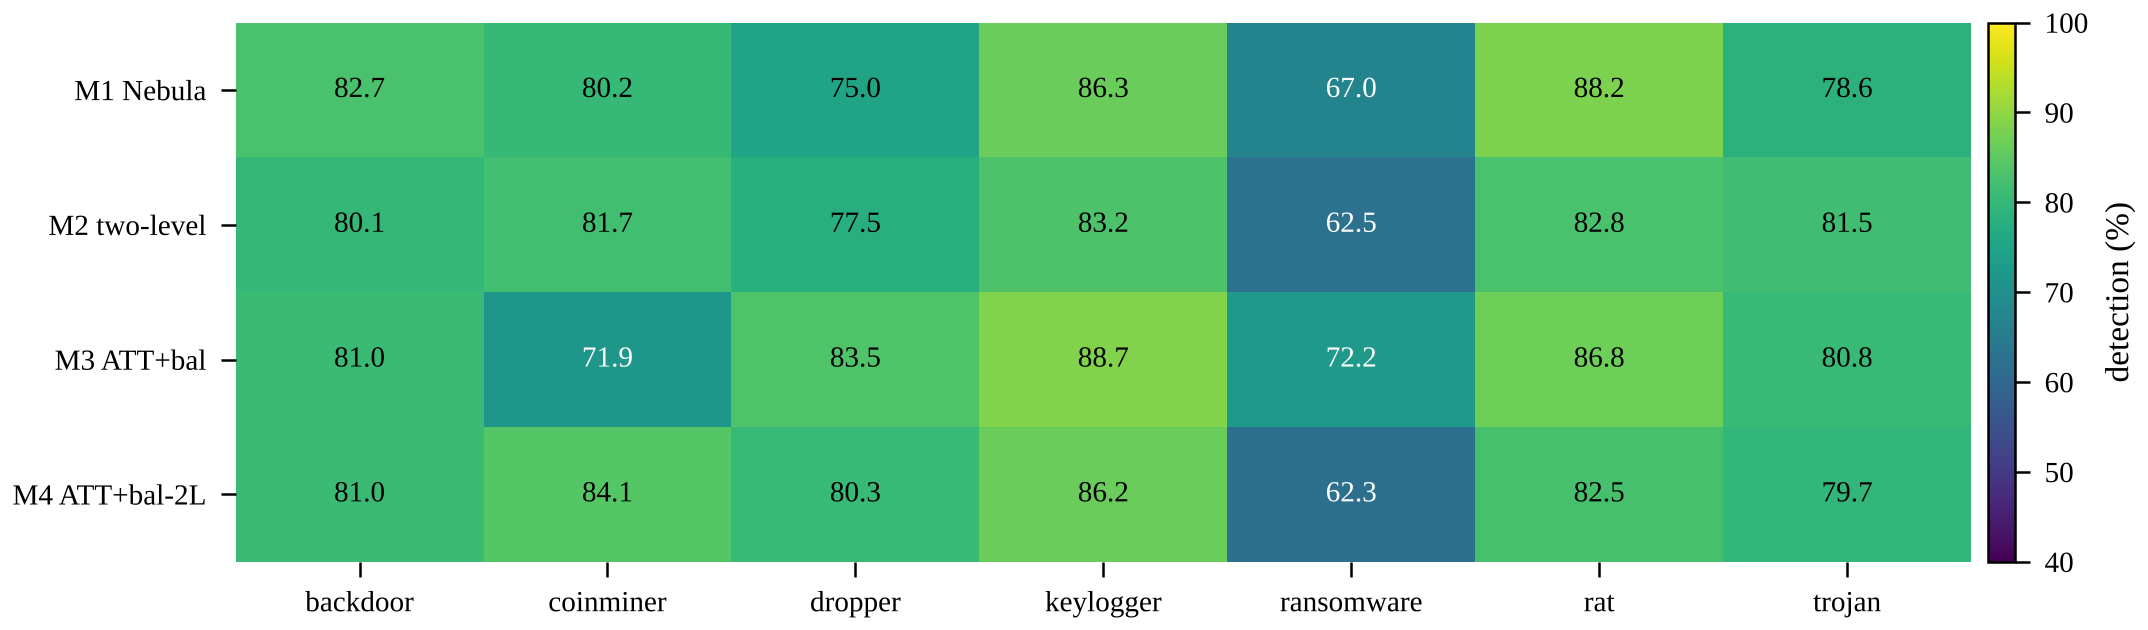 M1 Nebula 82.7 80.2 75.0 86.3 67.0 88.2 78.6
M2 two-level 80.1 81.7 77.5 83.2 62.5 82.8 81.5
M3 ATT+bal 81.0 71.9 83.5 88.7 72.2 86.8 80.8
M4 ATT+bal-2L 81.0 84.1 80.3 86.2 62.3 82.5 79.7
backdoor coinminer dropper keylogger ransomware rat trojan
100
90
80
70
60
50
40
detection (%)